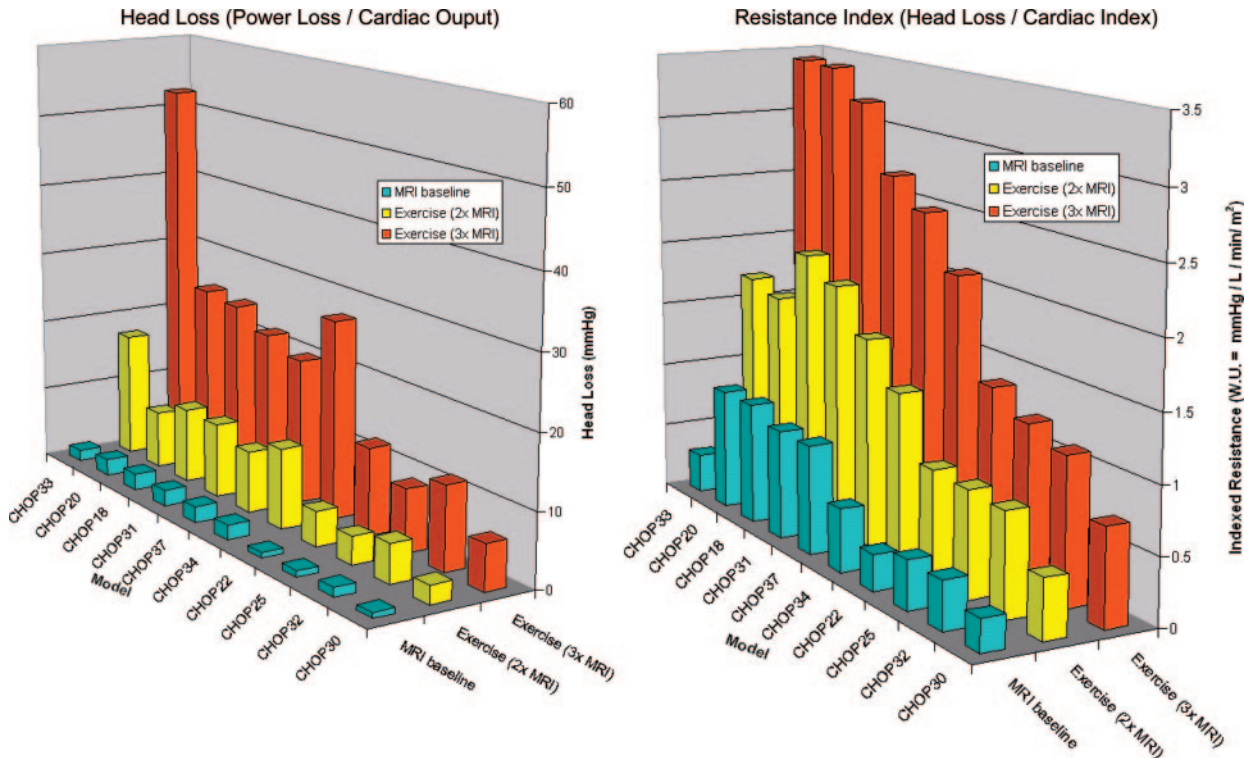 Head Loss (Power Loss / Cardiac Ouput)
60
50
40
30
20
10
0
Head Loss (mmHg)
MRI baseline
Exercise (2x MRI)
Exercise (3x MRI)
CHOP33
CHOP20
CHOP18
CHOP31
CHOP37
CHOP34
CHOP22
CHOP25
CHOP32
CHOP30
Model
MRI baseline
Exercise (2x MRI)
Exercise (3x MRI)
Resistance Index (Head Loss / Cardiac Index)
3.5
3
2.5
2
1.5
1
0.5
0
Indexed Resistance (W.U. = mmHg / L / min/ m²)
MRI baseline
Exercise (2x MRI)
Exercise (3x MRI)
CHOP33
CHOP20
CHOP18
CHOP31
CHOP37
CHOP34
CHOP22
CHOP25
CHOP32
CHOP30
Model
MRI baseline
Exercise (2x MRI)
Exercise (3x MRI)